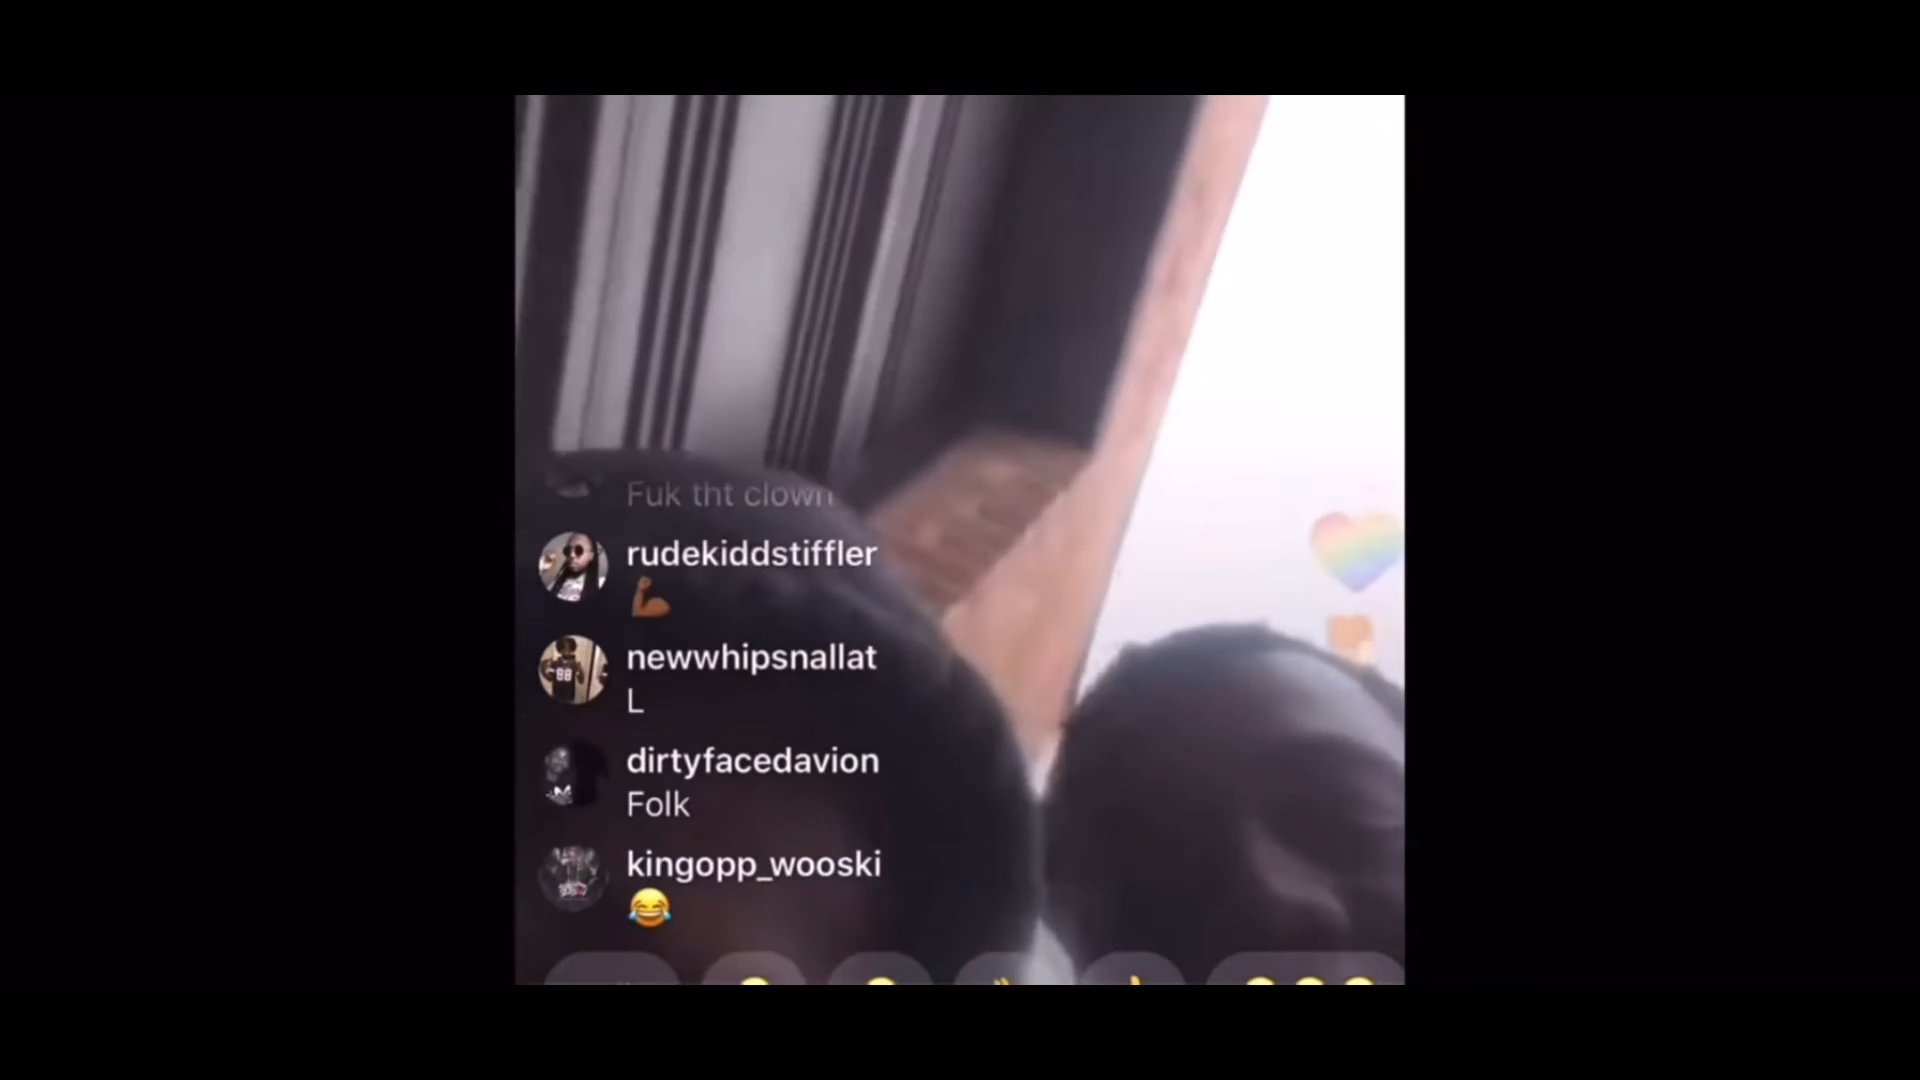 Fuk tht clown
rudekiddstiffler
newwhipsnallat
L
dirtyfacedavion
Folk
kingopp_wooski